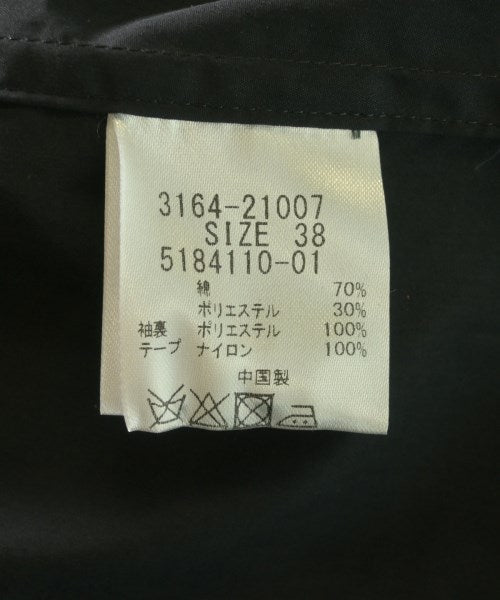 3164-21007
SIZE 38
5184110-01
綿 70%
ポリエステル 30%
袖裏 ポリエステル 100%
テープ ナイロン 100%
中国製